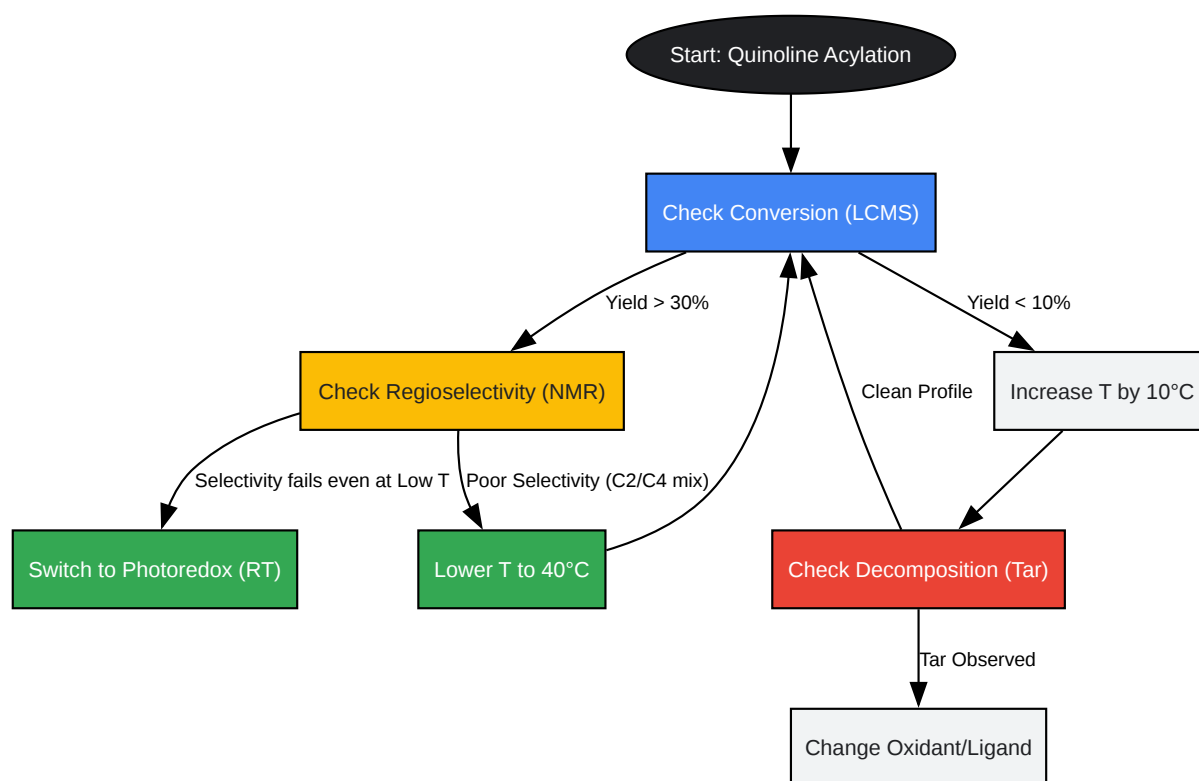 Start: Quinoline Acylation
Check Conversion (LCMS)
Yield > 30%
Yield < 10%
Check Regioselectivity (NMR)
Clean Profile
Increase T by 10°C
Selectivity fails even at Low T
Poor Selectivity (C2/C4 mix)
Switch to Photoredox (RT)
Lower T to 40°C
Check Decomposition (Tar)
Tar Observed
Change Oxidant/Ligand